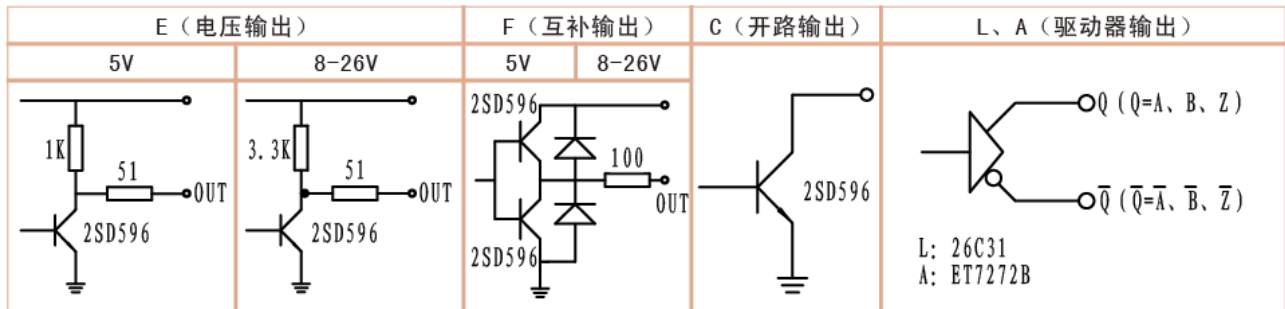 E（电压输出）
F（互补输出）
C（开路输出）
L、A（驱动器输出）
5V
8-26V
5V
8-26V
1K
51
OUT
2SD596
3.3K
51
OUT
2SD596
2SD596
100
OUT
2SD596
2SD596
Q（Q=A、B、Z）
Q̅（Q̅=A̅、B̅、Z̅）
L: 26C31
A: ET7272B